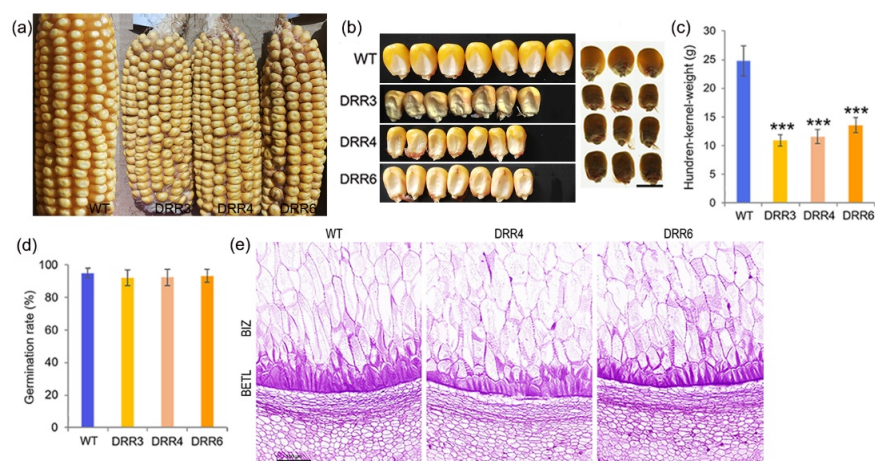 (a)
WT DRR3 DRR4 DRR6
(b)
WT
DRR3
DRR4
DRR6
(c)
Hundren-kernel-weight (g)
30
25
20
15
10
5
0
***
***
***
WT DRR3 DRR4 DRR6
(d)
Germination rate (%)
100
80
60
40
20
0
WT DRR3 DRR4 DRR6
(e)
WT DRR4 DRR6
BIZ
BETL